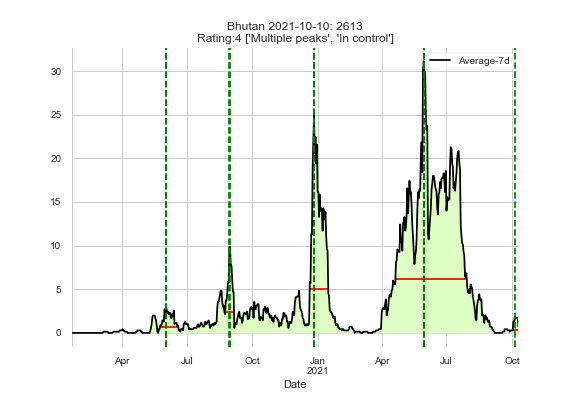 Bhutan 2021-10-10: 2613
Rating:4 ['Multiple peaks', 'In control']
Average-7d
30
25
20
15
10
5
0
Apr
Jul
Oct
Jan
2021
Apr
Jul
Oct
Date